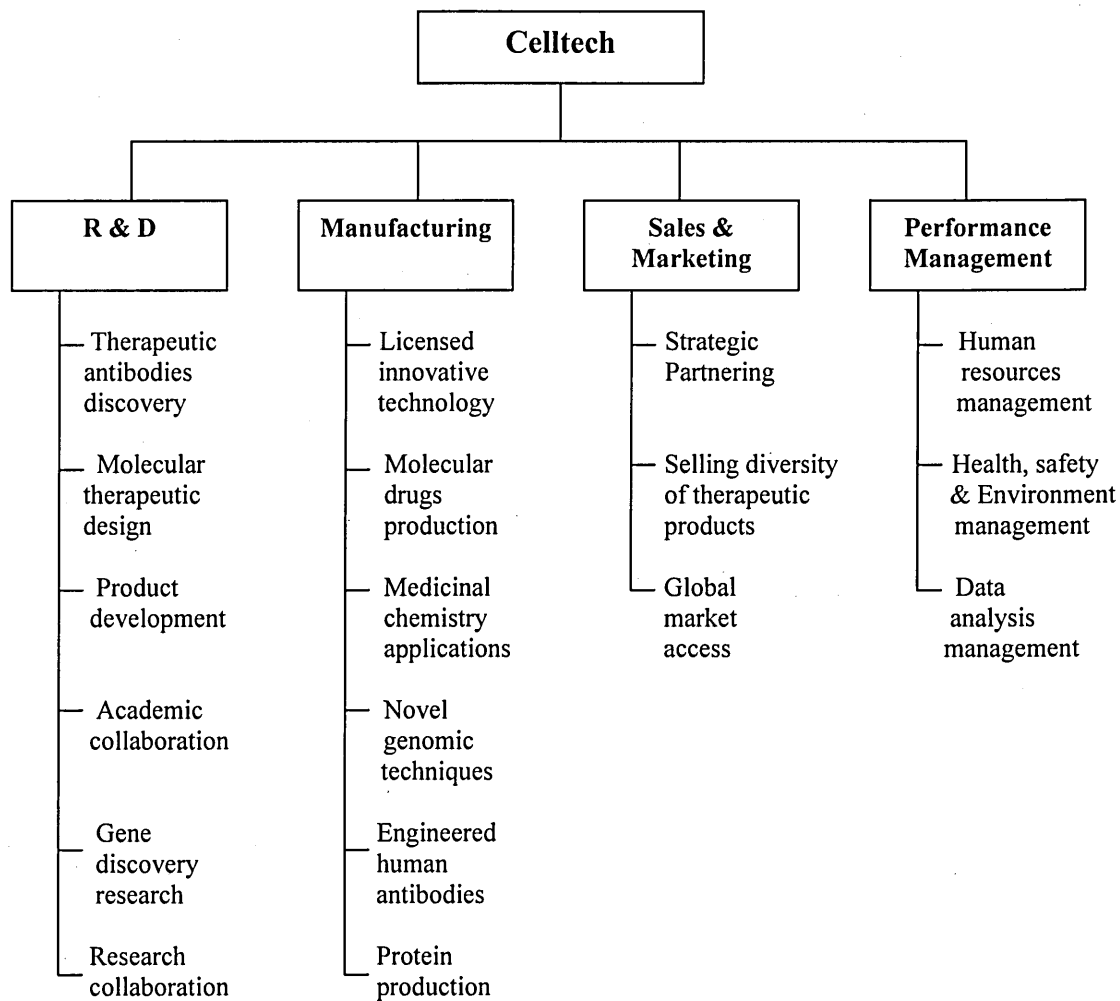 Celltech
R & D
Therapeutic
antibodies
discovery
Molecular
therapeutic
design
Product
development
Academic
collaboration
Gene
discovery
research
Research
collaboration
Manufacturing
Licensed
innovative
technology
Molecular
drugs
production
Medicinal
chemistry
applications
Novel
genomic
techniques
Engineered
human
antibodies
Protein
production
Sales &
Marketing
Strategic
Partnering
Selling diversity
of therapeutic
products
Global
market
access
Performance
Management
Human
resources
management
Health, safety
& Environment
management
Data
analysis
management